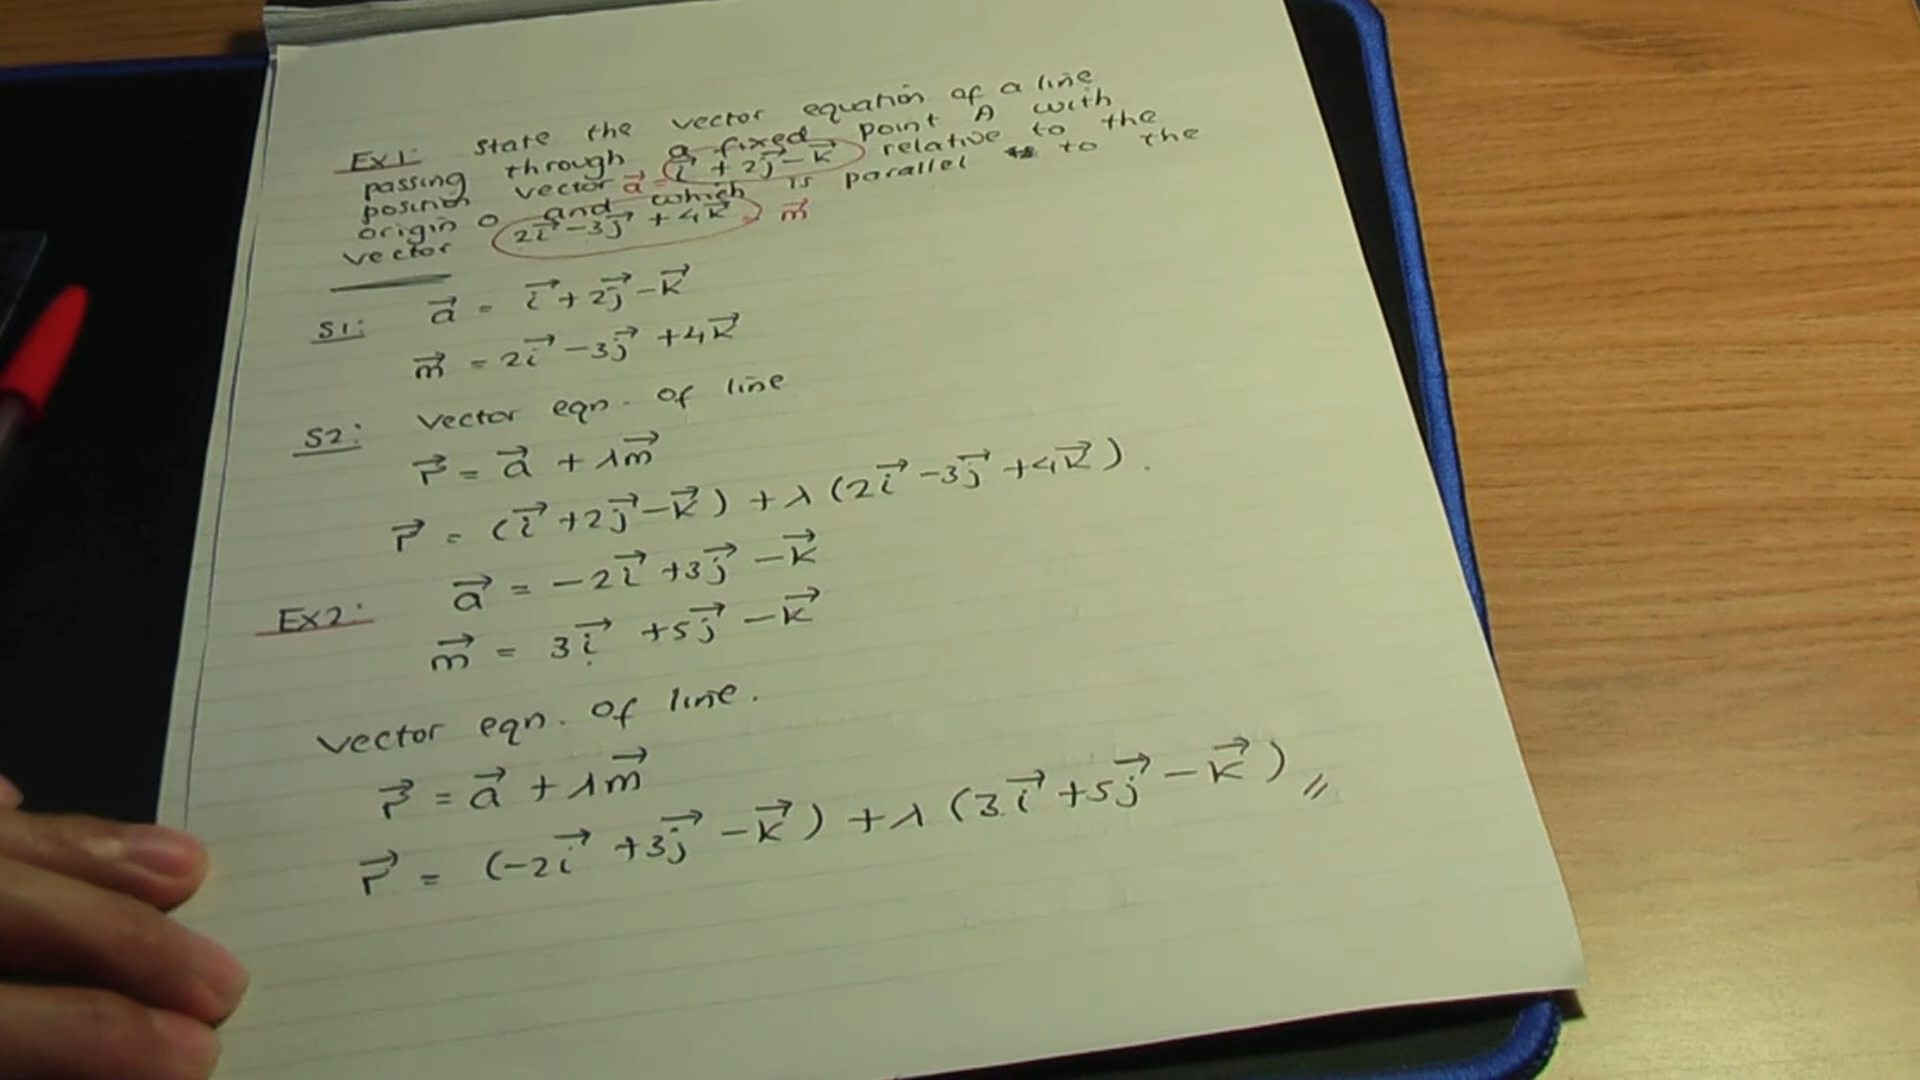 Ex1: State the vector equation of a line
passing through a fixed point A with
position vector a⃗ = i⃗ + 2j⃗ - k⃗ relative to the
origin O and which is parallel to the
vector 2i⃗ - 3j⃗ + 4k⃗ = m⃗
S1: a⃗ = i⃗ + 2j⃗ - k⃗
m⃗ = 2i⃗ - 3j⃗ + 4k⃗
S2: Vector eqn. of line
r⃗ = a⃗ + λm⃗
r⃗ = (i⃗ + 2j⃗ - k⃗) + λ(2i⃗ - 3j⃗ + 4k⃗).
Ex2: a⃗ = -2i⃗ + 3j⃗ - k⃗
m⃗ = 3i⃗ + 5j⃗ - k⃗
Vector eqn. of line.
r⃗ = a⃗ + λm⃗
r⃗ = (-2i⃗ + 3j⃗ - k⃗) + λ(3i⃗ + 5j⃗ - k⃗) //